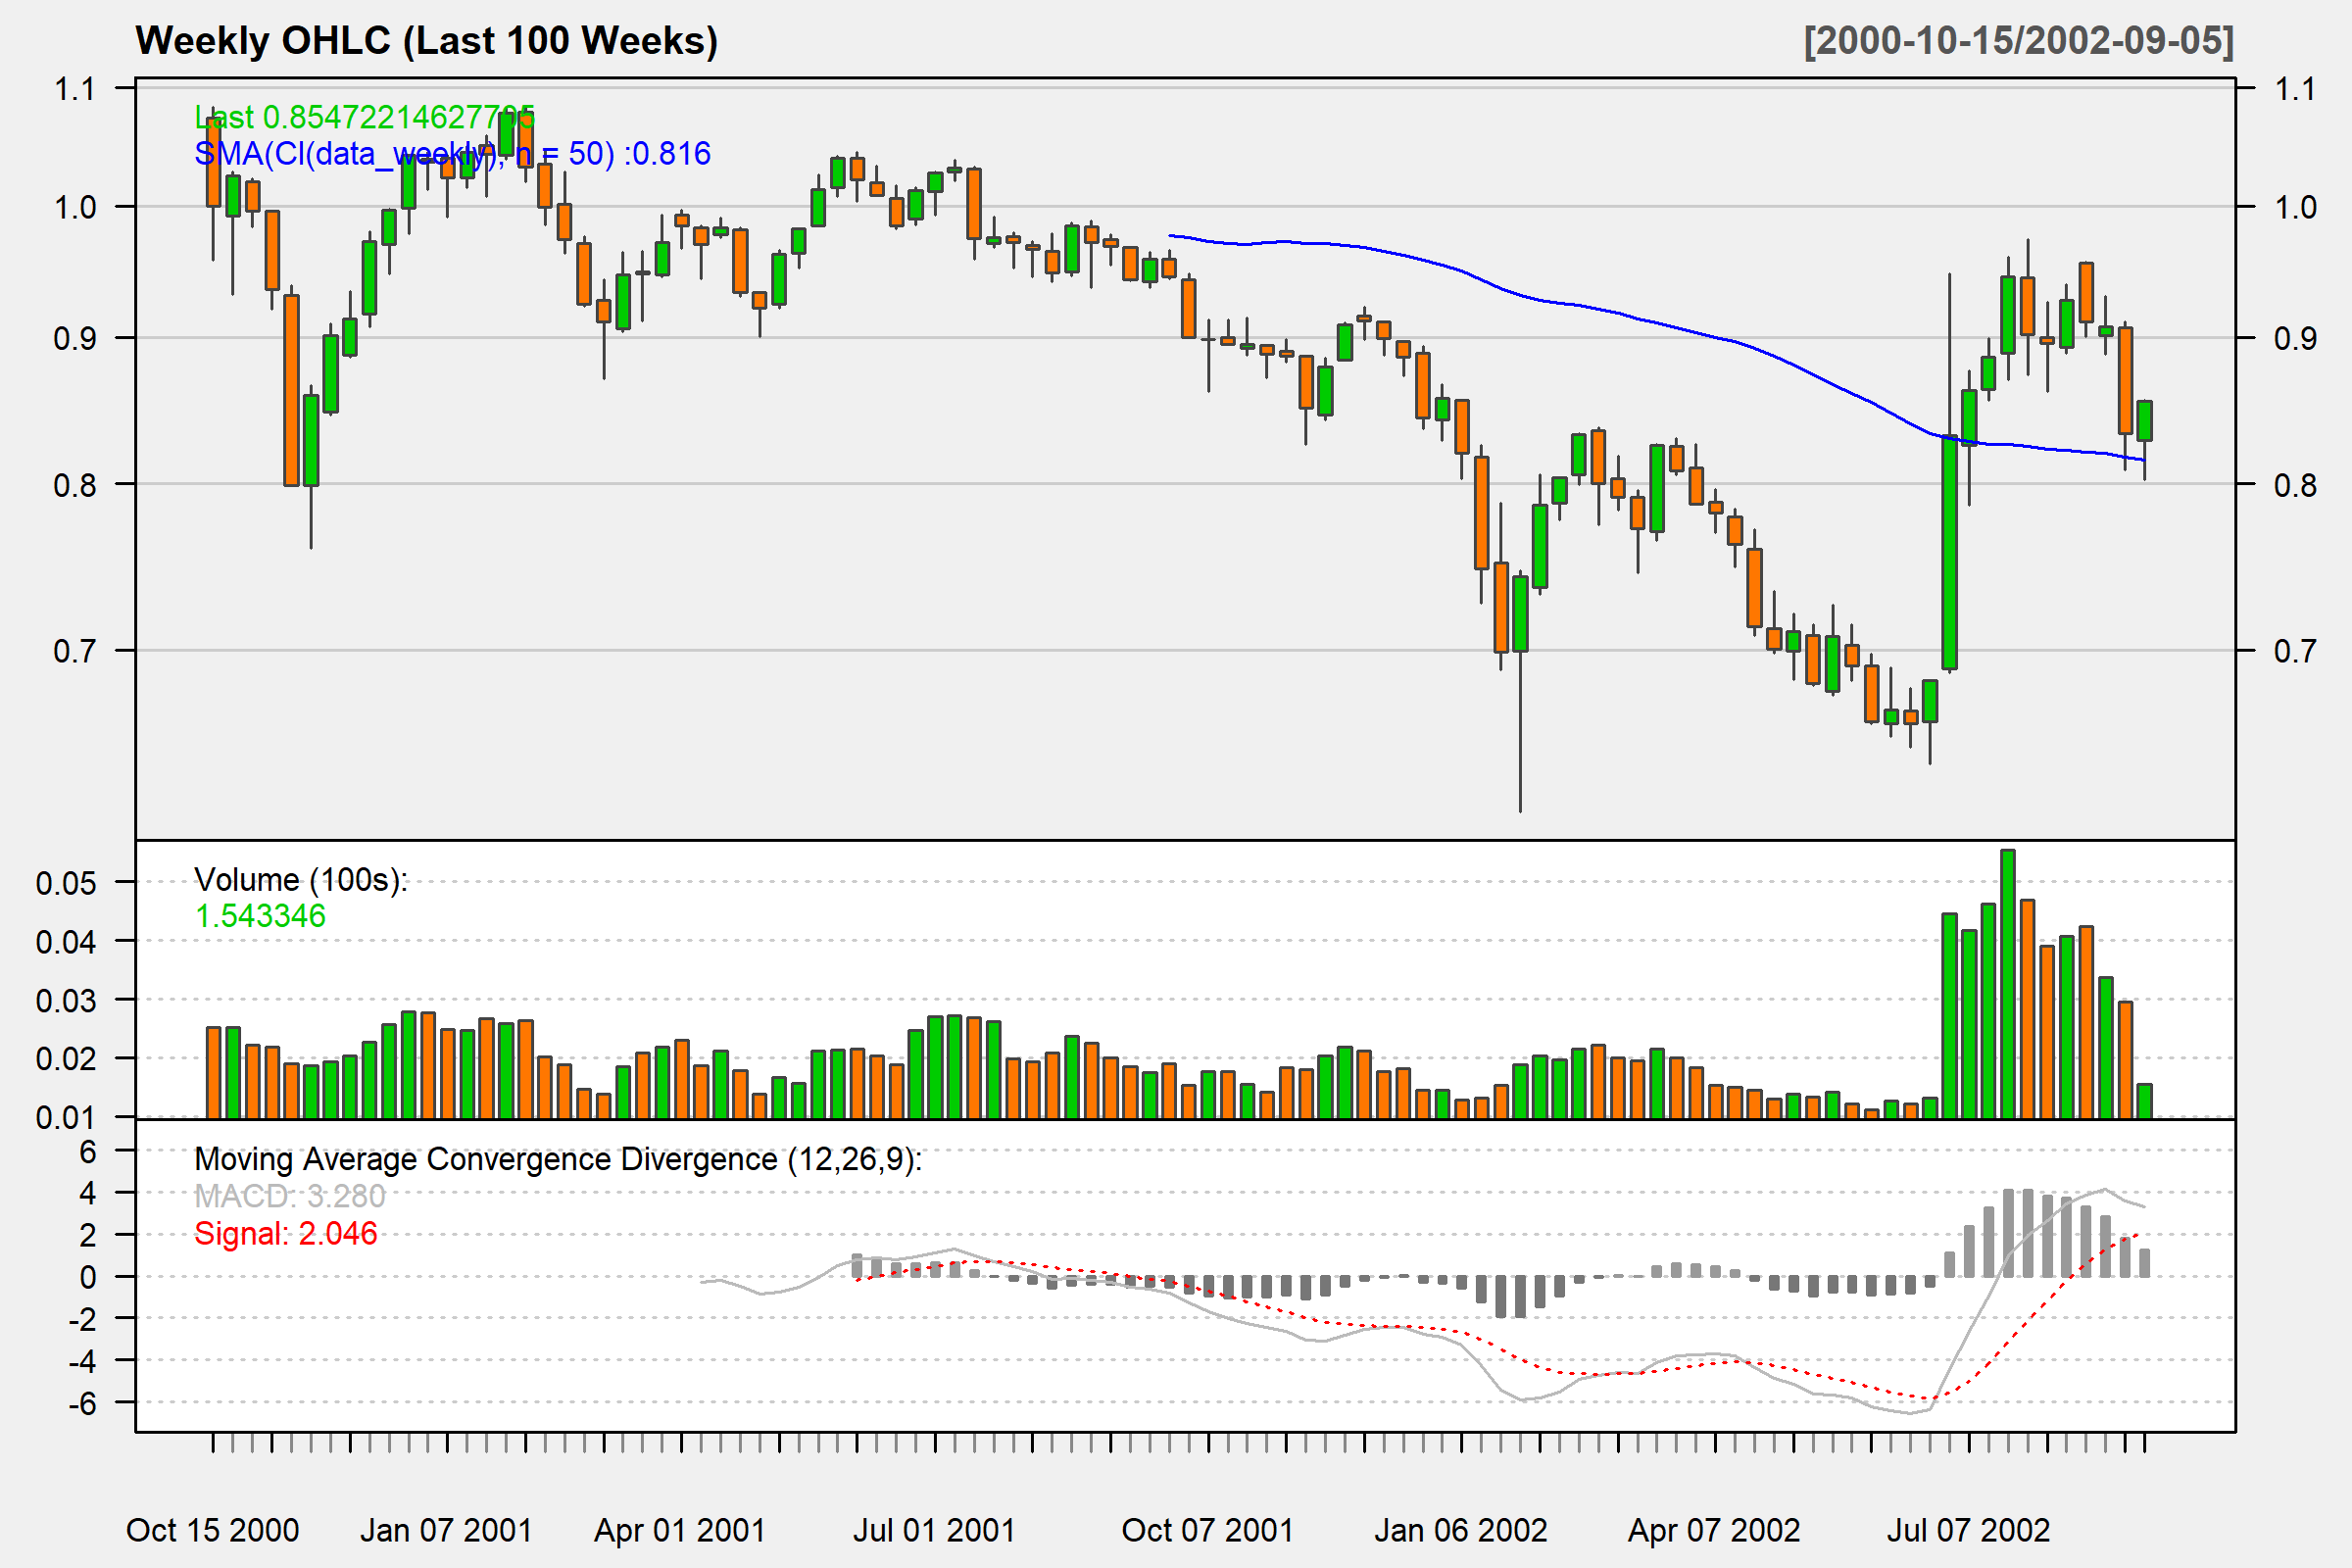 Weekly OHLC (Last 100 Weeks)
[2000-10-15/2002-09-05]
1.1
1.0
0.9
0.8
0.7
1.1
1.0
0.9
0.8
0.7
Last 0.85472214627795
SMA(Cl(data_weekly), n = 50) :0.816
0.05
0.04
0.03
0.02
0.01
Volume (100s):
1.543346
6
4
2
0
-2
-4
-6
Moving Average Convergence Divergence (12,26,9):
MACD: 3.280
Signal: 2.046
Oct 15 2000
Jan 07 2001
Apr 01 2001
Jul 01 2001
Oct 07 2001
Jan 06 2002
Apr 07 2002
Jul 07 2002